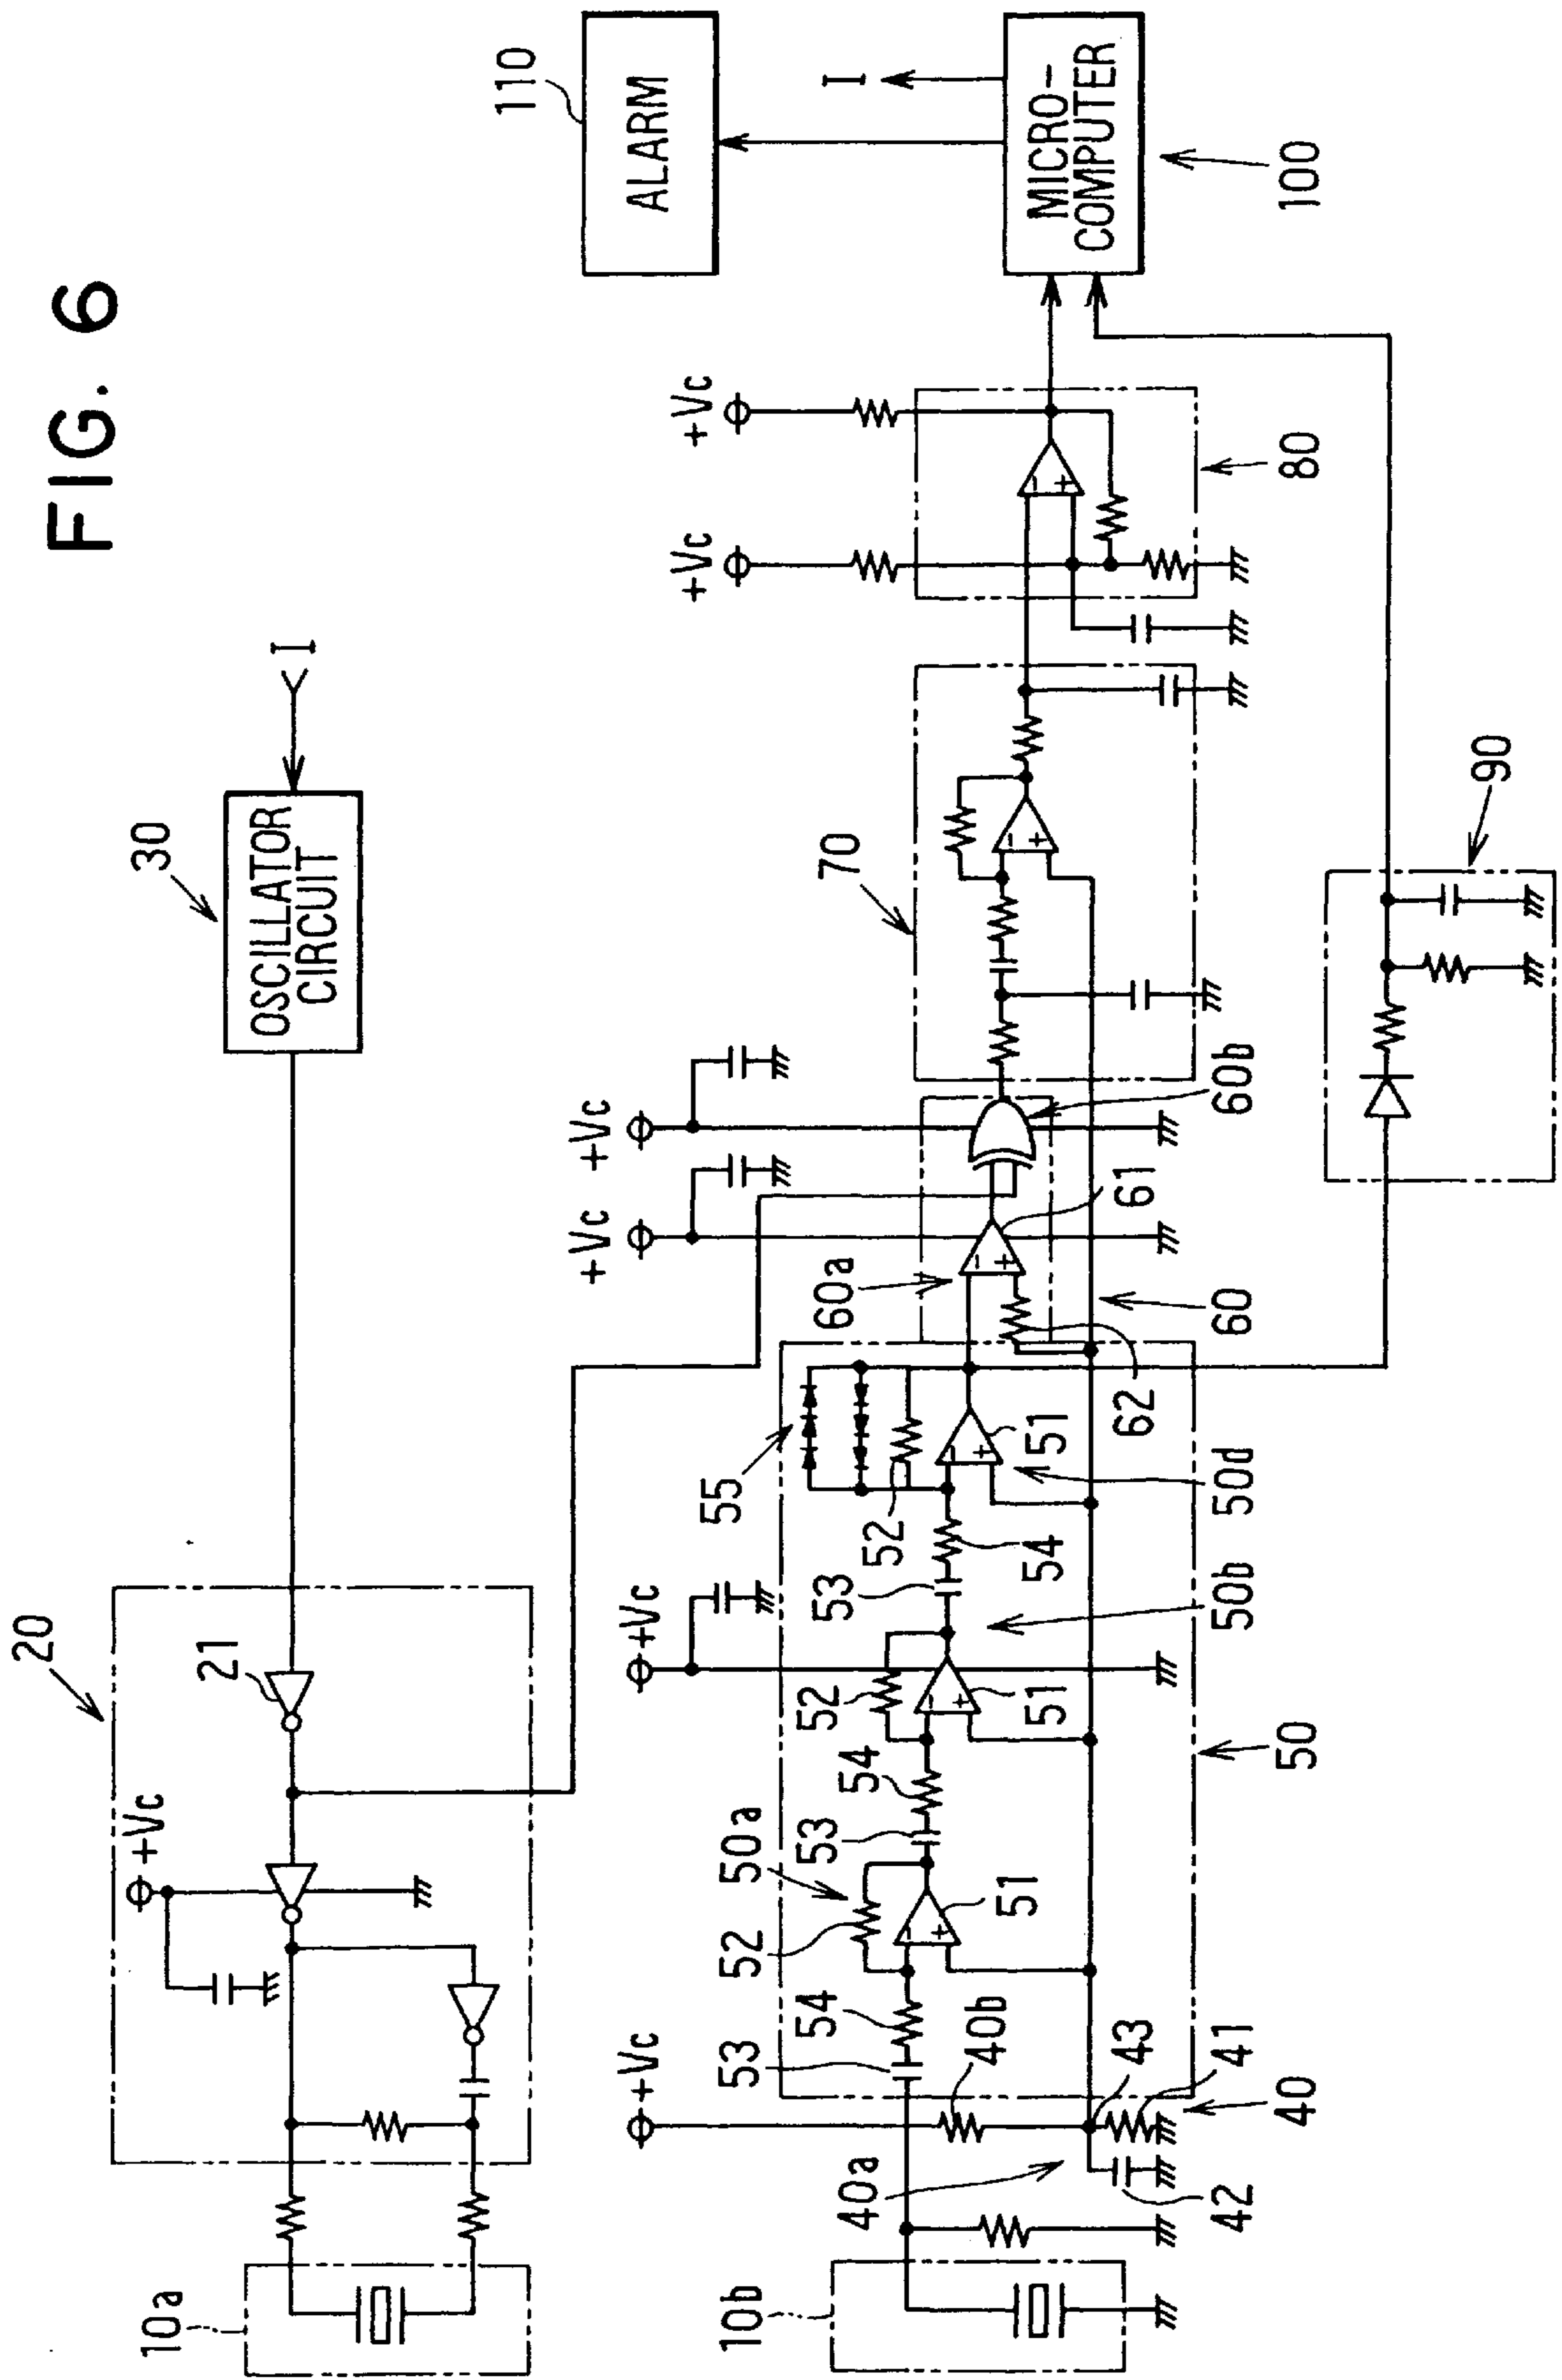 FIG. 6
10a
20
21
+Vc
30
OSCILLATOR
CIRCUIT
I
110
ALARM
I
MICRO-
COMPUTER
100
10b
+Vc
40a
40b
42
43
41
40
53
54
52
50a
51
53
54
52
51
+Vc
50b
53
54
52
55
51
50d
50
62
60
60a
61
+Vc
+Vc
60b
70
90
+Vc
+Vc
80
− +
− +
− +
− +
− +
− +